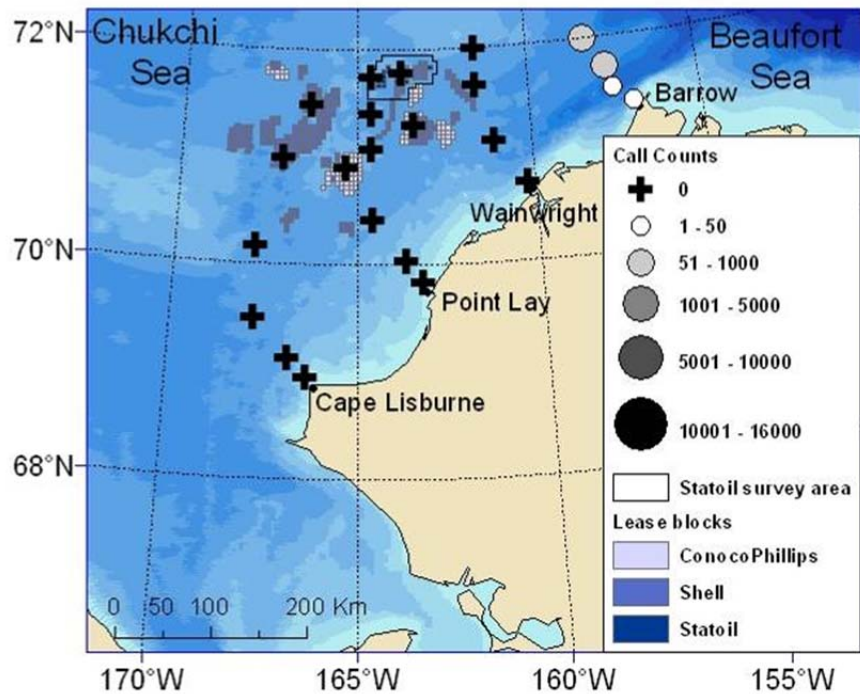 72°N
Chukchi
Sea
Beaufort
Sea
Barrow
Call Counts
0
1 - 50
51 - 1000
1001 - 5000
5001 - 10000
10001 - 16000
Statoil survey area
Lease blocks
ConocoPhillips
Shell
Statoil
Wainwright
70°N
Point Lay
Cape Lisburne
68°N
0 50 100 200 Km
170°W 165°W 160°W 155°W